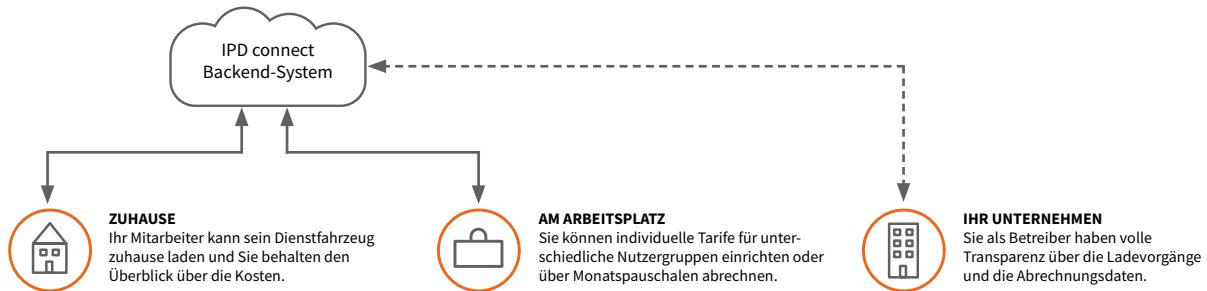 IPD connect
Backend-System
ZUHAUSE
Ihr Mitarbeiter kann sein Dienstfahrzeug
zuhause laden und Sie behalten den
Überblick über die Kosten.
AM ARBEITSPLATZ
Sie können individuelle Tarife für unter-
schiedliche Nutzergruppen einrichten oder
über Monatspauschalen abrechnen.
IHR UNTERNEHMEN
Sie als Betreiber haben volle
Transparenz über die Ladevorgänge
und die Abrechnungsdaten.